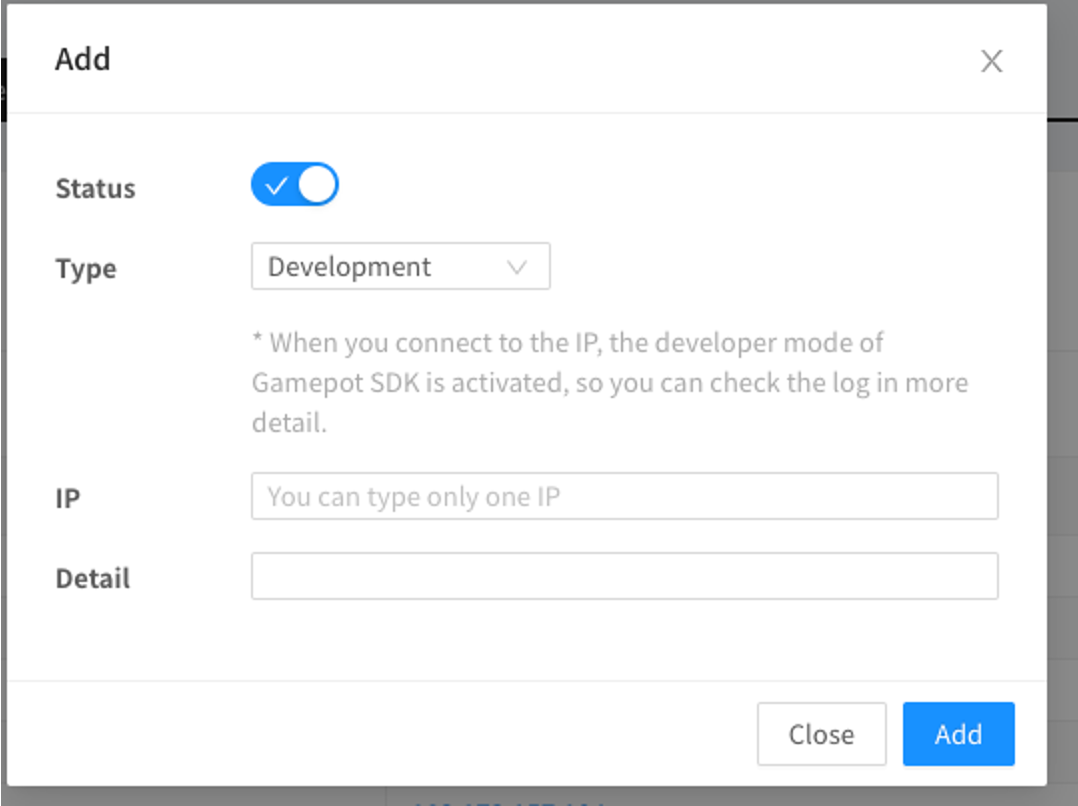 Add
Status
Type
Development
* When you connect to the IP, the developer mode of
Gamepot SDK is activated, so you can check the log in more
detail.
IP
You can type only one IP
Detail
Close
Add